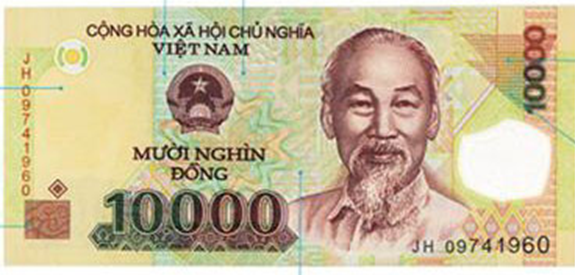 CỘNG HÒA XÃ HỘI CHỦ NGHĨA
VIỆT NAM
JH 09741960
MƯỜI NGHÌN
ĐỒNG
10000
10000
JH 09741960